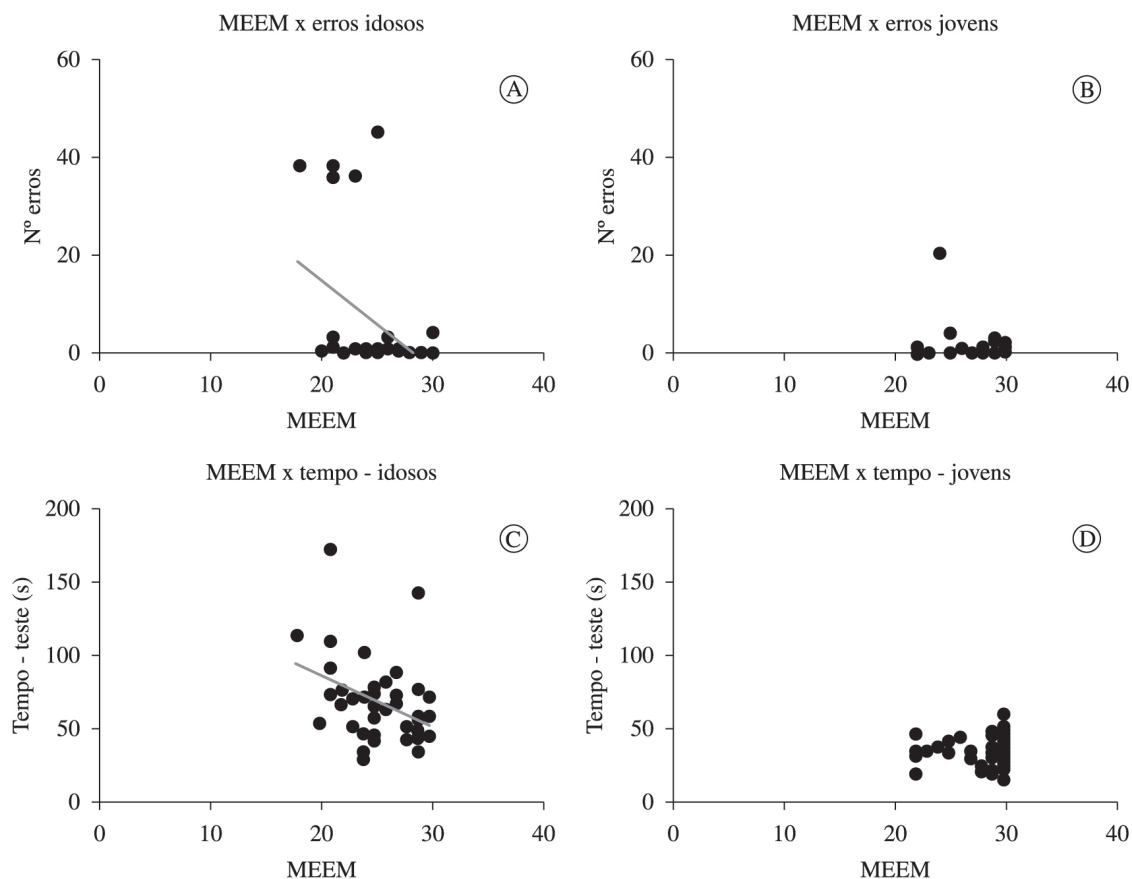 MEEM x erros idosos
60
40
20
0
Nº erros
A
0 10 20 30 40
MEEM
MEEM x erros jovens
60
40
20
0
Nº erros
B
0 10 20 30 40
MEEM
MEEM x tempo - idosos
200
150
100
50
0
Tempo - teste (s)
C
0 10 20 30 40
MEEM
MEEM x tempo - jovens
200
150
100
50
0
Tempo - teste (s)
D
0 10 20 30 40
MEEM